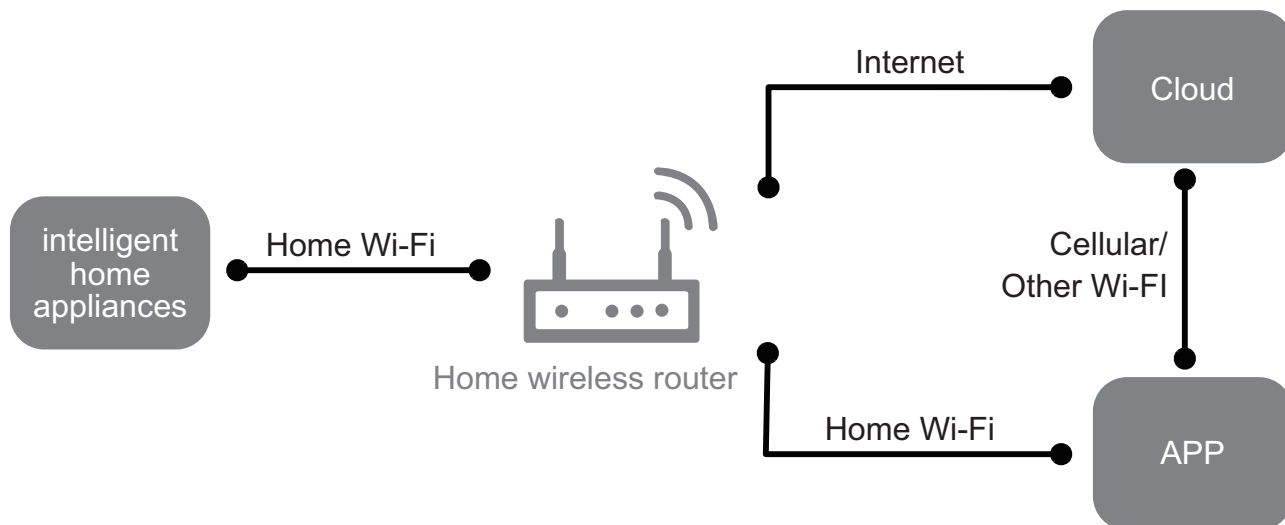 Internet
Cloud
intelligent
home
appliances
Home Wi-Fi
Cellular/
Other Wi-FI
Home wireless router
Home Wi-Fi
APP